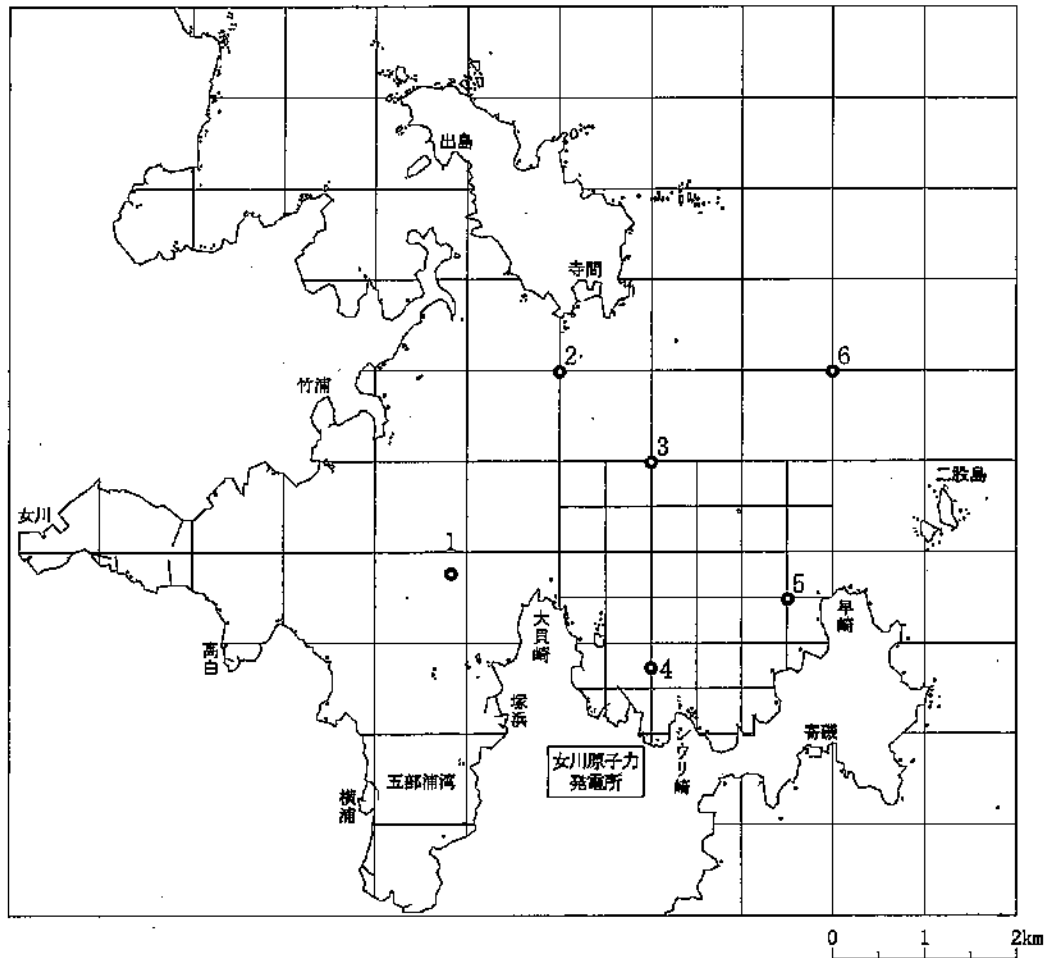 出島
寺間
2
6
竹浦
3
二股島
女川
1
5
大貝崎
早崎
高白
4
塚浜
寄磯
シウリ崎
女川原子力
発電所
五部浦湾
横浦
0 1 2km